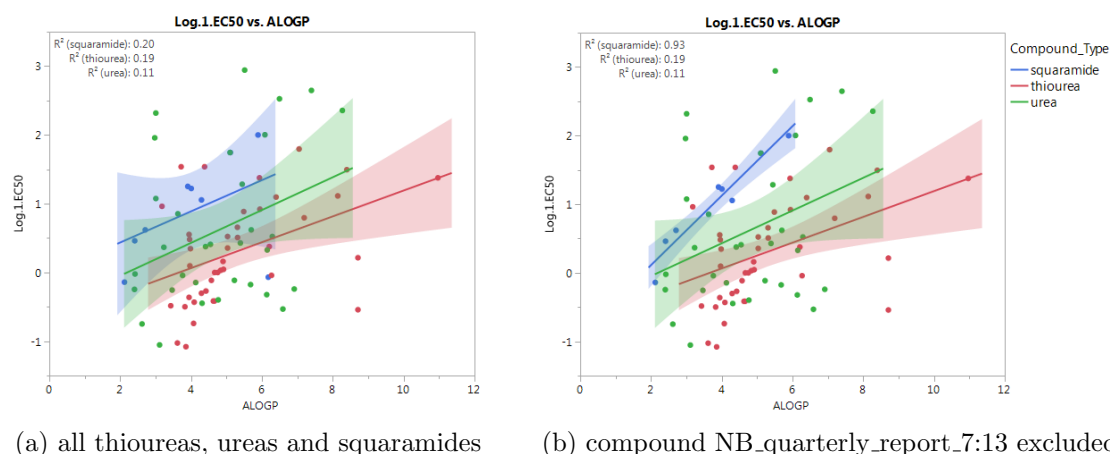 Log.1.EC50 vs. ALOGP
R² (squaramide): 0.20
R² (thiourea): 0.19
R² (urea): 0.11
Log.1.EC50
3
2
1
0
-1
0 2 4 6 8 10 12
ALOGP
(a) all thioureas, ureas and squaramides
Log.1.EC50 vs. ALOGP
R² (squaramide): 0.93
R² (thiourea): 0.19
R² (urea): 0.11
Log.1.EC50
3
2
1
0
-1
0 2 4 6 8 10 12
ALOGP
Compound_Type
squaramide
thiourea
urea
(b) compound NB_quarterly_report_7:13 excluded